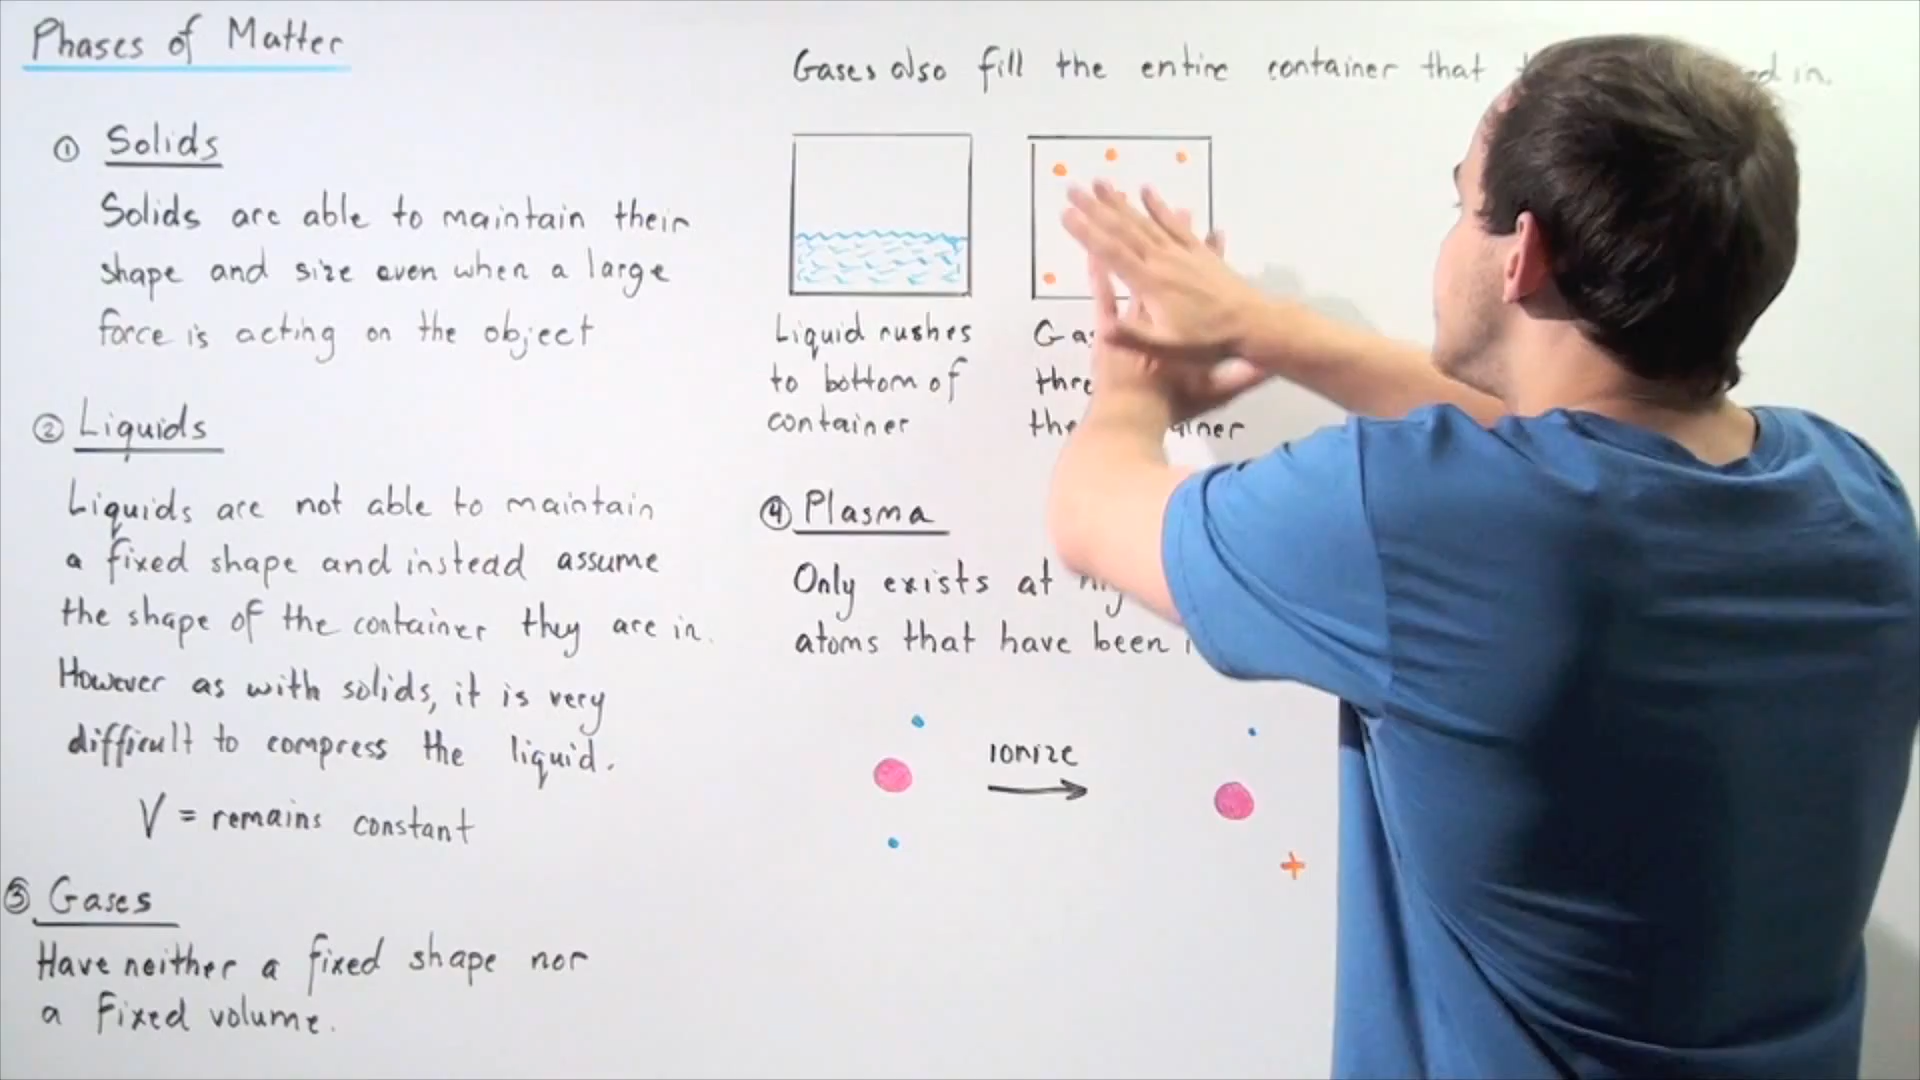 Phases of Matter
① Solids
Solids are able to maintain their
shape and size even when a large
force is acting on the object
② Liquids
Liquids are not able to maintain
a fixed shape and instead assume
the shape of the container they are in.
However as with solids, it is very
difficult to compress the liquid.
V = remains constant
③ Gases
Have neither a fixed shape nor
a fixed volume.
Gases also fill the entire container that in.
Liquid rushes
to bottom of
container
④ Plasma
Only exists at
atoms that have been
ionize
+